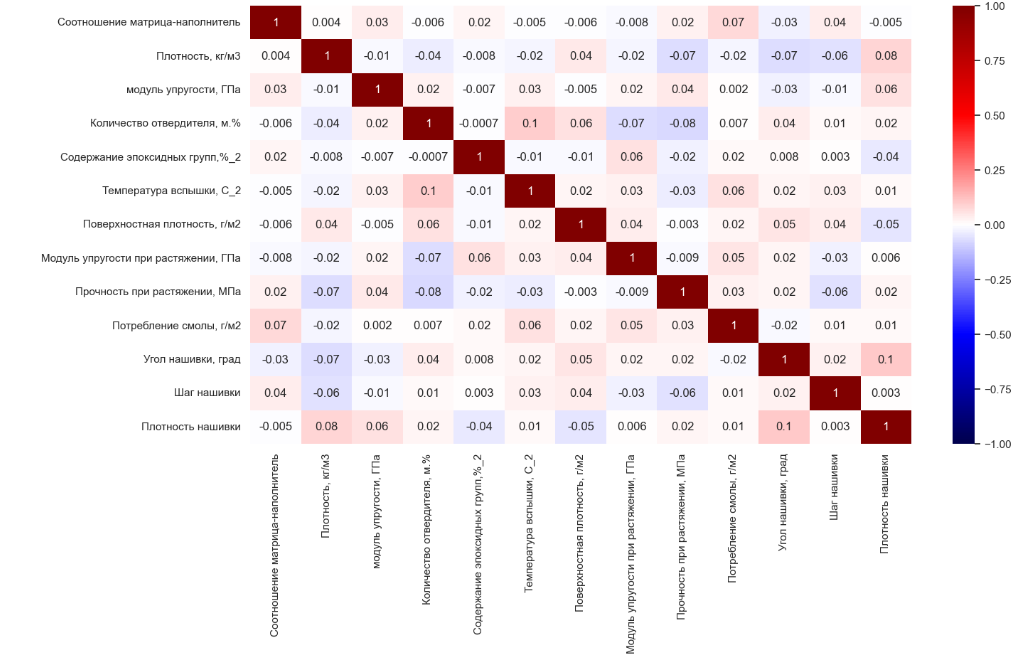 Соотношение матрица-наполнитель 1 0.004 0.03 -0.006 0.02 -0.005 -0.006 -0.008 0.02 0.07 -0.03 0.04 -0.005
Плотность, кг/м3 0.004 1 -0.01 -0.04 -0.008 -0.02 0.04 -0.02 -0.07 -0.02 -0.07 -0.06 0.08
модуль упругости, ГПа 0.03 -0.01 1 0.02 -0.007 0.03 -0.005 0.02 0.04 0.002 -0.03 -0.01 0.06
Количество отвердителя, м.% -0.006 -0.04 0.02 1 -0.0007 0.1 0.06 -0.07 -0.08 0.007 0.04 0.01 0.02
Содержание эпоксидных групп,%_2 0.02 -0.008 -0.007 -0.0007 1 -0.01 -0.01 0.06 -0.02 0.02 0.008 0.003 -0.04
Температура вспышки, С_2 -0.005 -0.02 0.03 0.1 -0.01 1 0.02 0.03 -0.03 0.06 0.02 0.03 0.01
Поверхностная плотность, г/м2 -0.006 0.04 -0.005 0.06 -0.01 0.02 1 0.04 -0.003 0.02 0.05 0.04 -0.05
Модуль упругости при растяжении, ГПа -0.008 -0.02 0.02 -0.07 0.06 0.03 0.04 1 -0.009 0.05 0.02 -0.03 0.006
Прочность при растяжении, МПа 0.02 -0.07 0.04 -0.08 -0.02 -0.03 -0.003 -0.009 1 0.03 0.02 -0.06 0.02
Потребление смолы, г/м2 0.07 -0.02 0.002 0.007 0.02 0.06 0.02 0.05 0.03 1 -0.02 0.01 0.01
Угол нашивки, град -0.03 -0.07 -0.03 0.04 0.008 0.02 0.05 0.02 0.02 -0.02 1 0.02 0.1
Шаг нашивки 0.04 -0.06 -0.01 0.01 0.003 0.03 0.04 -0.03 -0.06 0.01 0.02 1 0.003
Плотность нашивки -0.005 0.08 0.06 0.02 -0.04 0.01 -0.05 0.006 0.02 0.01 0.1 0.003 1
Соотношение матрица-наполнитель
Плотность, кг/м3
модуль упругости, ГПа
Количество отвердителя, м.%
Содержание эпоксидных групп,%_2
Температура вспышки, С_2
Поверхностная плотность, г/м2
Модуль упругости при растяжении, ГПа
Прочность при растяжении, МПа
Потребление смолы, г/м2
Угол нашивки, град
Шаг нашивки
Плотность нашивки
1.00
0.75
0.50
0.25
0.00
−0.25
−0.50
−0.75
−1.00